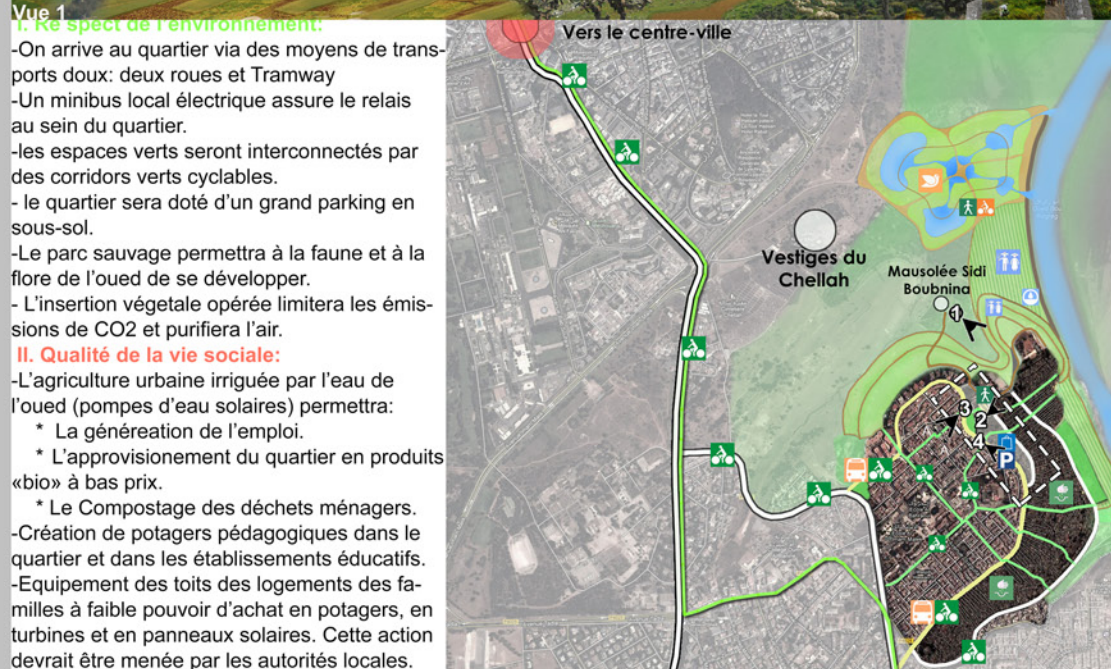 Vue 1
I. Re spect de l'environnement:
-On arrive au quartier via des moyens de trans-
ports doux: deux roues et Tramway
-Un minibus local électrique assure le relais
au sein du quartier.
-les espaces verts seront interconnectés par
des corridors verts cyclables.
- le quartier sera doté d'un grand parking en
sous-sol.
-Le parc sauvage permettra à la faune et à la
flore de l'oued de se développer.
- L'insertion végetale opérée limitera les émis-
sions de CO2 et purifiera l'air.
II. Qualité de la vie sociale:
-L'agriculture urbaine irriguée par l'eau de
l'oued (pompes d'eau solaires) permettra:
* La généreation de l'emploi.
* L'approvisionement du quartier en produits
«bio» à bas prix.
* Le Compostage des déchets ménagers.
-Création de potagers pédagogiques dans le
quartier et dans les établissements éducatifs.
-Equipement des toits des logements des fa-
milles à faible pouvoir d'achat en potagers, en
turbines et en panneaux solaires. Cette action
devrait être menée par les autorités locales.
Vers le centre-ville
Vestiges du
Chellah
Mausolée Sidi
Boubnina
1
3
2
4
P